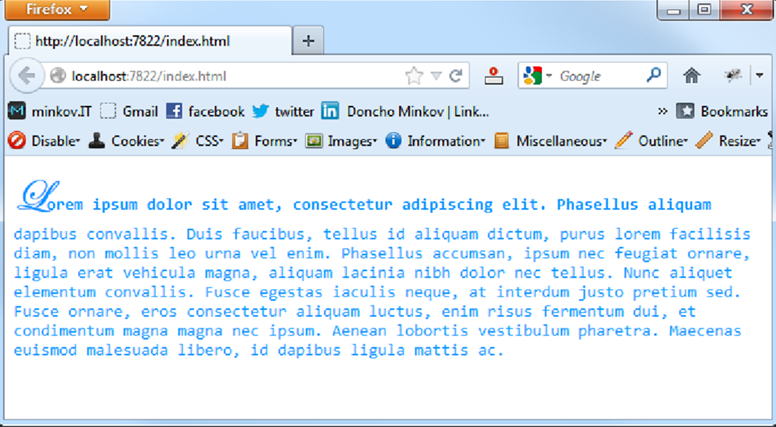 Firefox
http://localhost:7822/index.html
localhost:7822/index.html Google
minkov.IT Gmail facebook twitter Doncho Minkov | Link... » Bookmarks
Disable Cookies CSS Forms Images Information Miscellaneous Outline Resize
Lorem ipsum dolor sit amet, consectetur adipiscing elit. Phasellus aliquam
dapibus convallis. Duis faucibus, tellus id aliquam dictum, purus lorem facilisis
diam, non mollis leo urna vel enim. Phasellus accumsan, ipsum nec feugiat ornare,
ligula erat vehicula magna, aliquam lacinia nibh dolor nec tellus. Nunc aliquet
elementum convallis. Fusce egestas iaculis neque, at interdum justo pretium sed.
Fusce ornare, eros consectetur aliquam luctus, enim risus fermentum dui, et
condimentum magna magna nec ipsum. Aenean lobortis vestibulum pharetra. Maecenas
euismod malesuada libero, id dapibus ligula mattis ac.